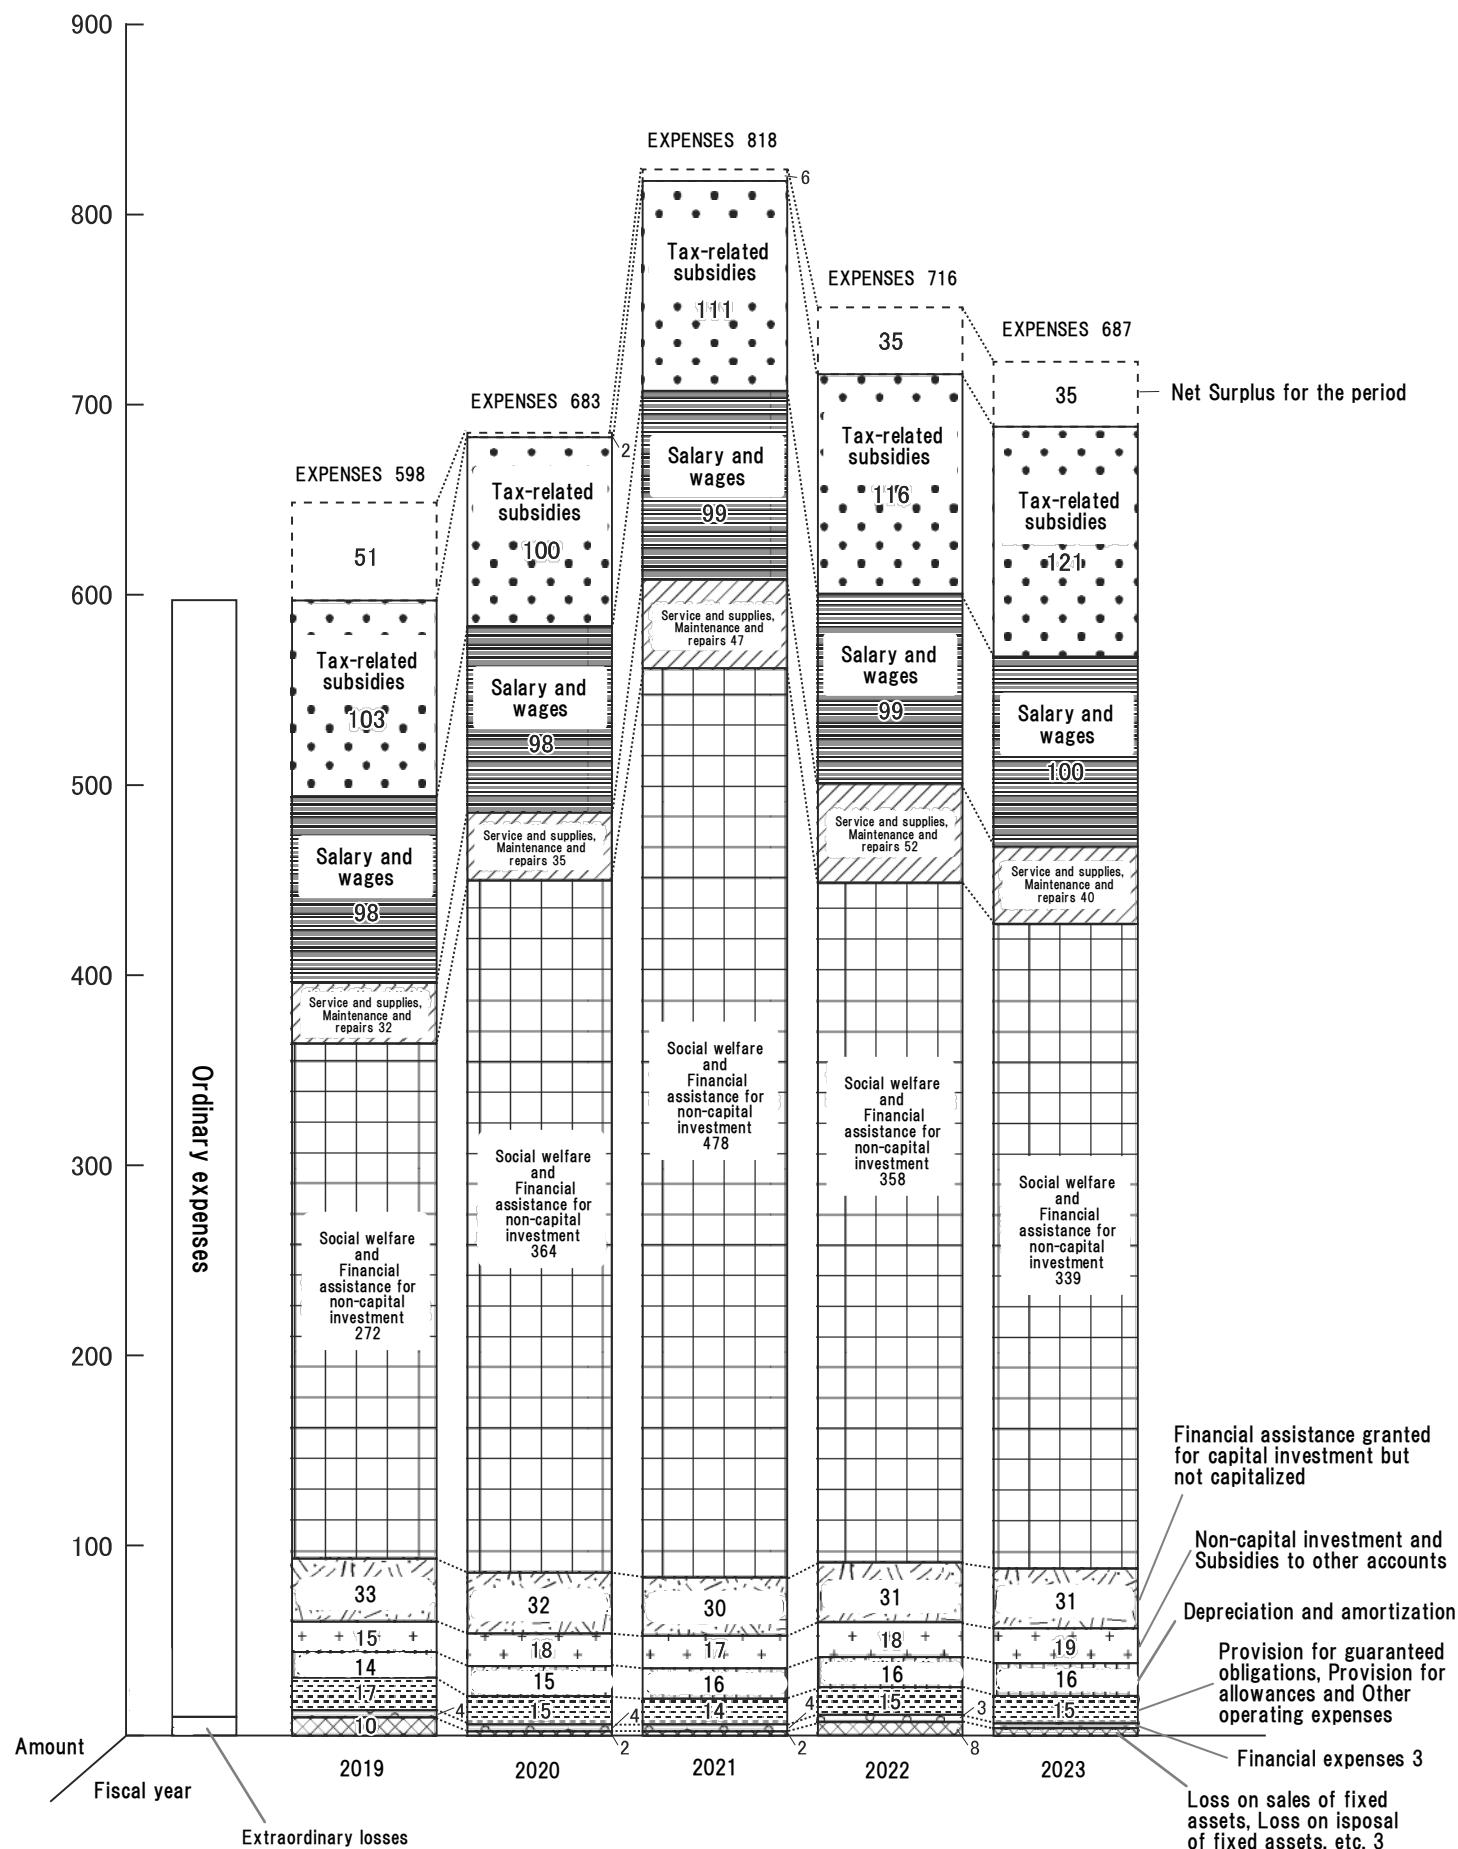 900
800
700
600
500
400
300
200
100
Amount
Fiscal year
Ordinary expenses
Extraordinary losses
EXPENSES 598
51
Tax-related
subsidies
103
Salary and
wages
98
Service and supplies,
Maintenance and
repairs 32
Social welfare
and
Financial
assistance for
non-capital
investment
272
33
15
14
17
4
10
2019
EXPENSES 683
2
Tax-related
subsidies
100
Salary and
wages
98
Service and supplies,
Maintenance and
repairs 35
Social welfare
and
Financial
assistance for
non-capital
investment
364
32
18
15
15
4
2
2020
EXPENSES 818
6
Tax-related
subsidies
111
Salary and
wages
99
Service and supplies,
Maintenance and
repairs 47
Social welfare
and
Financial
assistance for
non-capital
investment
478
30
17
16
14
4
2
2021
EXPENSES 716
35
Tax-related
subsidies
116
Salary and
wages
99
Service and supplies,
Maintenance and
repairs 52
Social welfare
and
Financial
assistance for
non-capital
investment
358
31
18
16
15
3
8
2022
EXPENSES 687
35
Tax-related
subsidies
121
Salary and
wages
100
Service and supplies,
Maintenance and
repairs 40
Social welfare
and
Financial
assistance for
non-capital
investment
339
31
19
16
15
2023
Net Surplus for the period
Financial assistance granted
for capital investment but
not capitalized
Non-capital investment and
Subsidies to other accounts
Depreciation and amortization
Provision for guaranteed
obligations, Provision for
allowances and Other
operating expenses
Financial expenses 3
Loss on sales of fixed
assets, Loss on isposal
of fixed assets, etc. 3